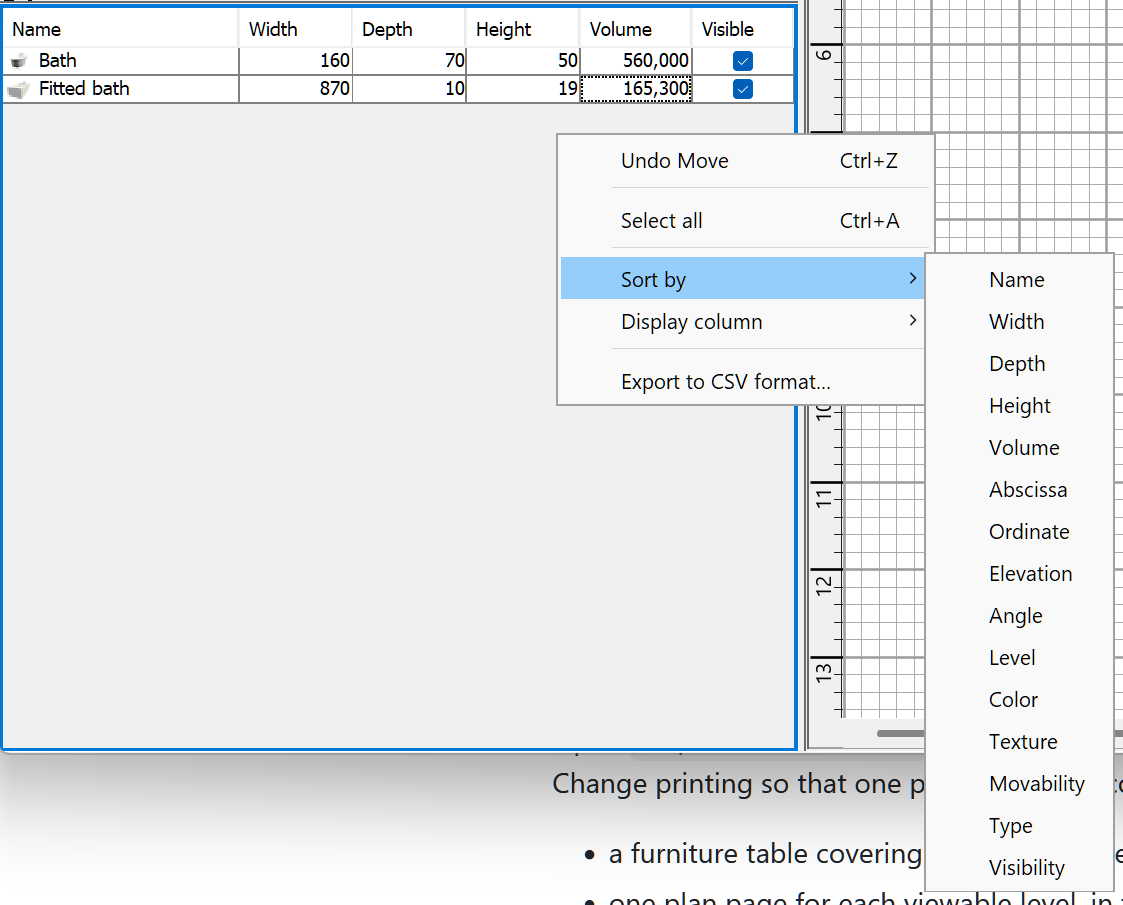 Name Width Depth Height Volume Visible
Bath 160 70 50 560,000
Fitted bath 870 10 19 165,300
6
Undo Move Ctrl+Z
Select all Ctrl+A
Sort by
Display column
Export to CSV format...
Name
Width
Depth
Height
Volume
Abscissa
Ordinate
Elevation
Angle
Level
Color
Texture
Movability
Type
Visibility
10
11
12
13
Change printing so that one p
• a furniture table covering
• one plan page for each viewable level, in